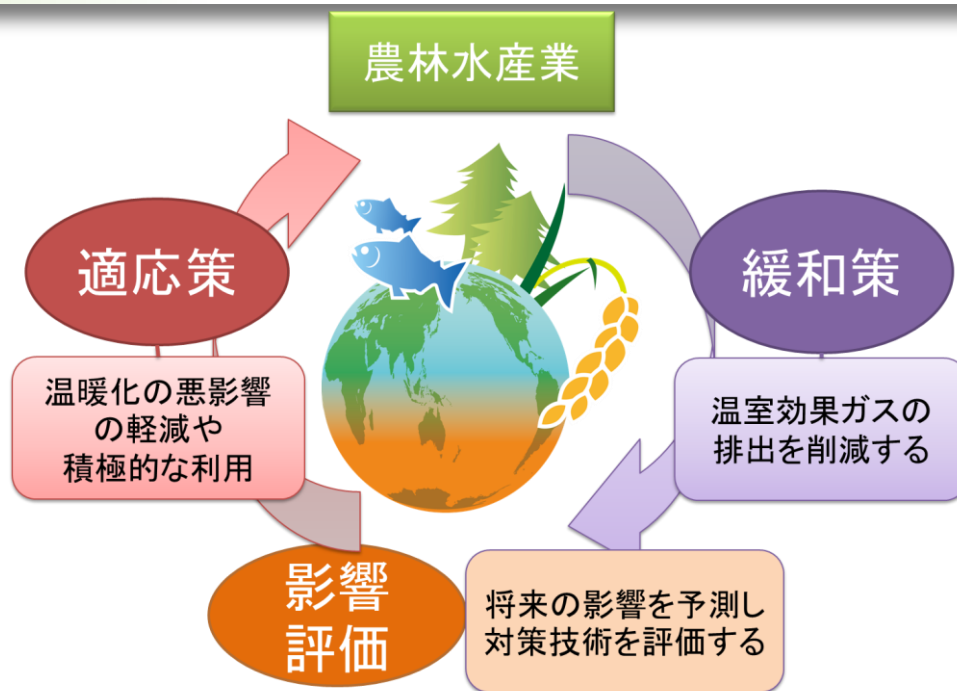 農林水産業
適応策
温暖化の悪影響
の軽減や
積極的な利用
緩和策
温室効果ガスの
排出を削減する
影響
評価
将来の影響を予測し
対策技術を評価する